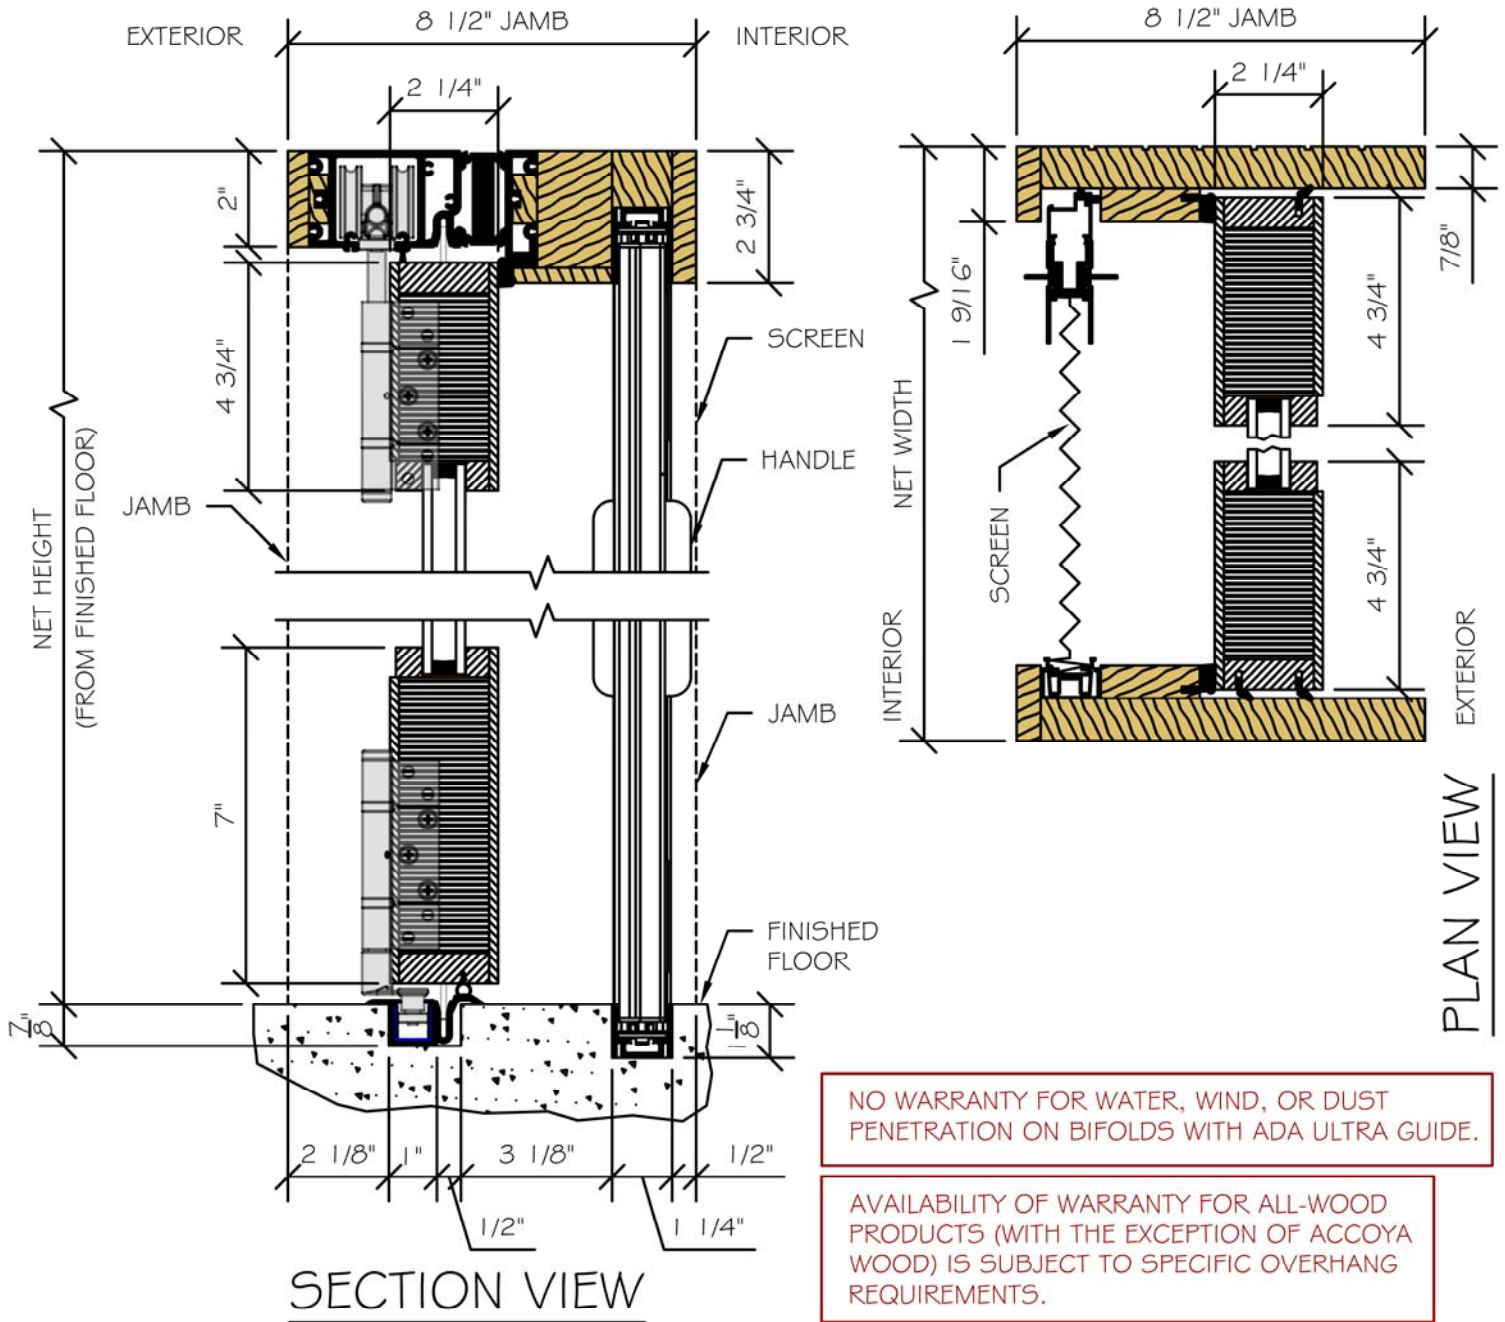 8 1/2" JAMB
EXTERIOR
INTERIOR
2 1/4"
2"
2 3/4"
4 3/4"
SCREEN
HANDLE
JAMB
NET HEIGHT
(FROM FINISHED FLOOR)
7"
JAMB
FINISHED
FLOOR
7"
8
1"
1 8
2 1/8"
1"
3 1/8"
1/2"
1/2"
1 1/4"
SECTION VIEW
8 1/2" JAMB
2 1/4"
1 9/16"
7/8"
4 3/4"
NET WIDTH
SCREEN
4 3/4"
INTERIOR
EXTERIOR
PLAN VIEW
NO WARRANTY FOR WATER, WIND, OR DUST
PENETRATION ON BIFOLDS WITH ADA ULTRA GUIDE.
AVAILABILITY OF WARRANTY FOR ALL-WOOD
PRODUCTS (WITH THE EXCEPTION OF ACCOYA
WOOD) IS SUBJECT TO SPECIFIC OVERHANG
REQUIREMENTS.